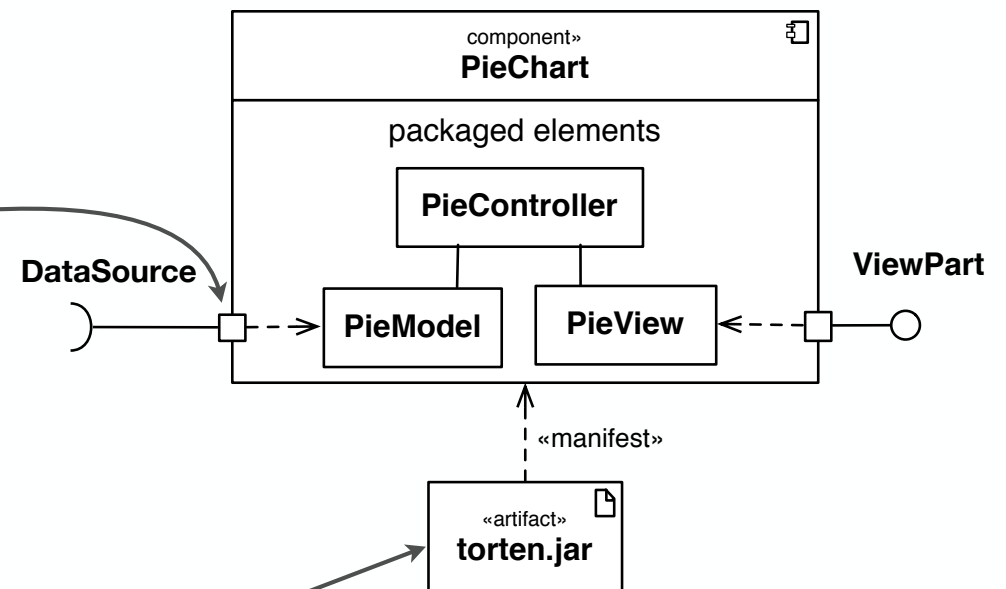 component»
PieChart
packaged elements
PieController
DataSource
ViewPart
PieModel
PieView
«manifest»
«artifact»
torten.jar